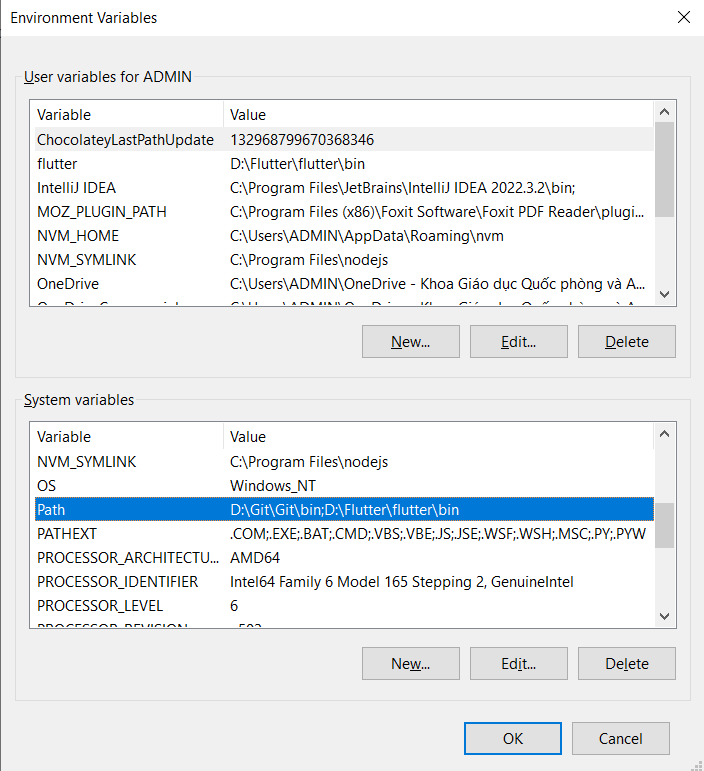 Environment Variables
User variables for ADMIN
Variable Value
ChocolateyLastPathUpdate 132968799670368346
flutter D:\Flutter\flutter\bin
IntelliJ IDEA C:\Program Files\JetBrains\IntelliJ IDEA 2022.3.2\bin;
MOZ_PLUGIN_PATH C:\Program Files (x86)\Foxit Software\Foxit PDF Reader\plugi...
NVM_HOME C:\Users\ADMIN\AppData\Roaming\nvm
NVM_SYMLINK C:\Program Files\nodejs
OneDrive C:\Users\ADMIN\OneDrive - Khoa Giáo dục Quốc phòng và A...
New... Edit... Delete
System variables
Variable Value
NVM_SYMLINK C:\Program Files\nodejs
OS Windows_NT
Path D:\Git\Git\bin;D:\Flutter\flutter\bin
PATHEXT .COM;.EXE;.BAT;.CMD;.VBS;.VBE;.JS;.JSE;.WSF;.WSH;.MSC;.PY;.PYW
PROCESSOR_ARCHITECTU... AMD64
PROCESSOR_IDENTIFIER Intel64 Family 6 Model 165 Stepping 2, GenuineIntel
PROCESSOR_LEVEL 6
New... Edit... Delete
OK Cancel